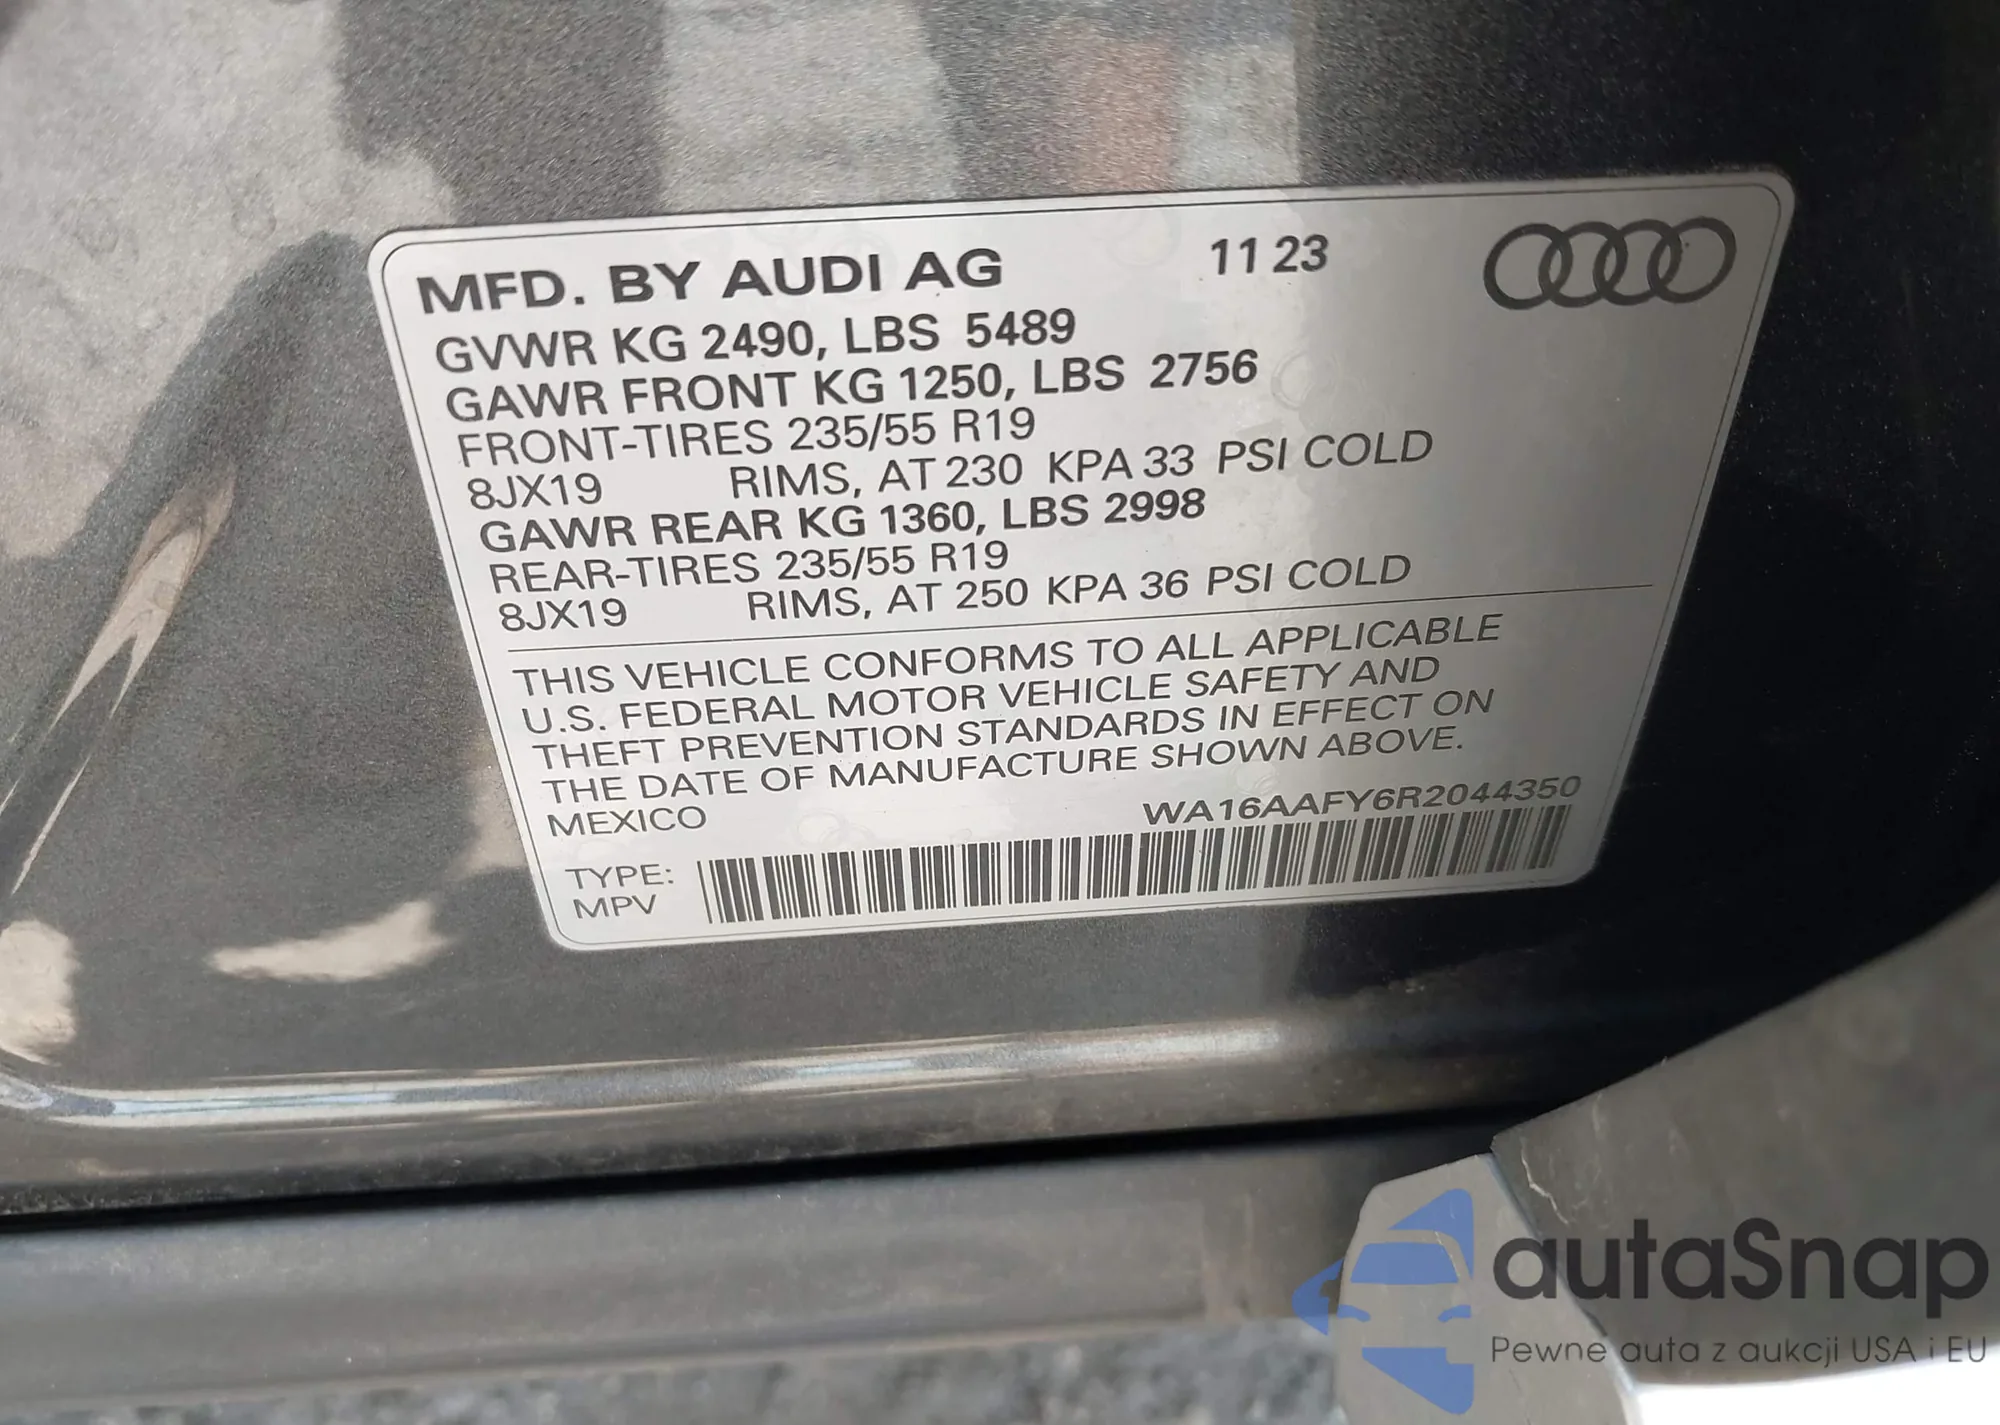 MFD. BY AUDI AG 11 23
GVWR KG 2490, LBS 5489
GAWR FRONT KG 1250, LBS 2756
FRONT-TIRES 235/55 R19
8JX19 RIMS, AT 230 KPA 33 PSI COLD
GAWR REAR KG 1360, LBS 2998
REAR-TIRES 235/55 R19
8JX19 RIMS, AT 250 KPA 36 PSI COLD
THIS VEHICLE CONFORMS TO ALL APPLICABLE
U.S. FEDERAL MOTOR VEHICLE SAFETY AND
THEFT PREVENTION STANDARDS IN EFFECT ON
THE DATE OF MANUFACTURE SHOWN ABOVE.
MEXICO WA16AAFY6R2044350
TYPE:
MPV
autaSnap
Pewne auta z aukcji USA i EU